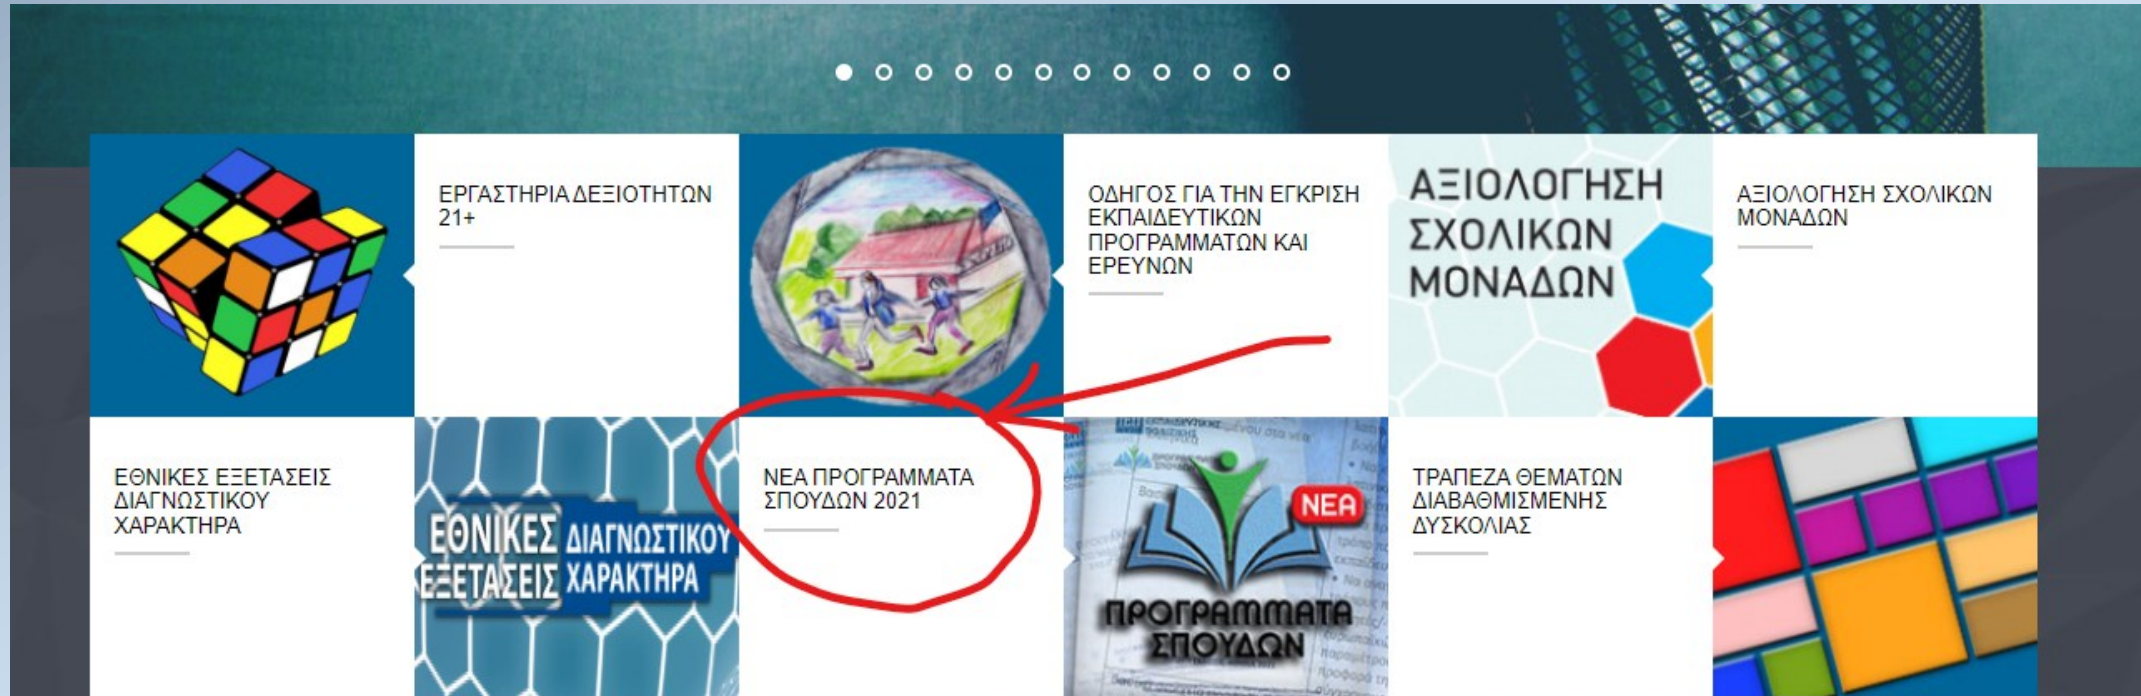 ΕΡΓΑΣΤΗΡΙΑ ΔΕΞΙΟΤΗΤΩΝ
21+
ΟΔΗΓΟΣ ΓΙΑ ΤΗΝ ΕΓΚΡΙΣΗ
ΕΚΠΑΙΔΕΥΤΙΚΩΝ
ΠΡΟΓΡΑΜΜΑΤΩΝ ΚΑΙ
ΕΡΕΥΝΩΝ
ΑΞΙΟΛΟΓΗΣΗ
ΣΧΟΛΙΚΩΝ
ΜΟΝΑΔΩΝ
ΑΞΙΟΛΟΓΗΣΗ ΣΧΟΛΙΚΩΝ
ΜΟΝΑΔΩΝ
ΕΘΝΙΚΕΣ ΕΞΕΤΑΣΕΙΣ
ΔΙΑΓΝΩΣΤΙΚΟΥ
ΧΑΡΑΚΤΗΡΑ
ΕΘΝΙΚΕΣ ΔΙΑΓΝΩΣΤΙΚΟΥ
ΕΞΕΤΑΣΕΙΣ ΧΑΡΑΚΤΗΡΑ
ΝΕΑ ΠΡΟΓΡΑΜΜΑΤΑ
ΣΠΟΥΔΩΝ 2021
ΝΕΑ
ΠΡΟΓΡΑΜΜΑΤΑ
ΣΠΟΥΔΩΝ
ΤΡΑΠΕΖΑ ΘΕΜΑΤΩΝ
ΔΙΑΒΑΘΜΙΣΜΕΝΗΣ
ΔΥΣΚΟΛΙΑΣ